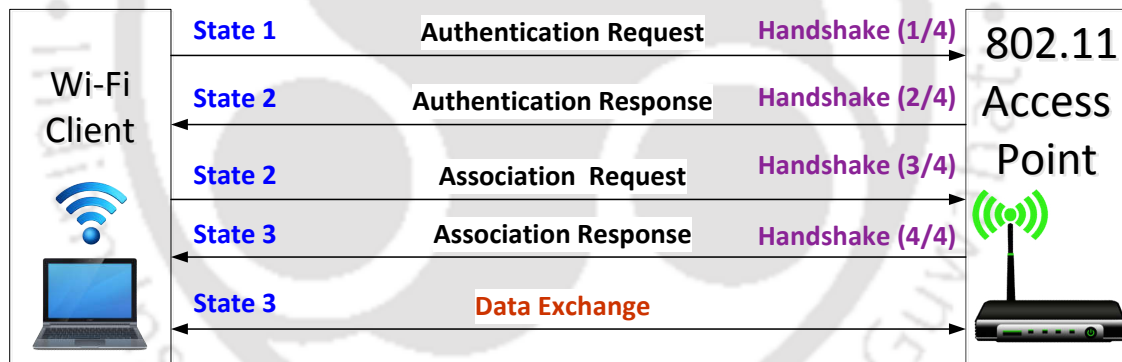 State 1 Authentication Request Handshake (1/4)
802.11
Access
Point
Wi-Fi
Client
State 2 Authentication Response Handshake (2/4)
State 2 Association Request Handshake (3/4)
State 3 Association Response Handshake (4/4)
State 3 Data Exchange